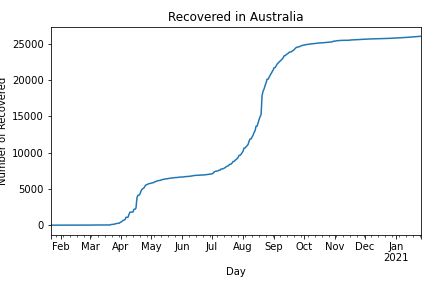 Recovered in Australia
Number of Recovered
25000
20000
15000
10000
5000
0
Feb Mar Apr May Jun Jul Aug Sep Oct Nov Dec Jan
2021
Day